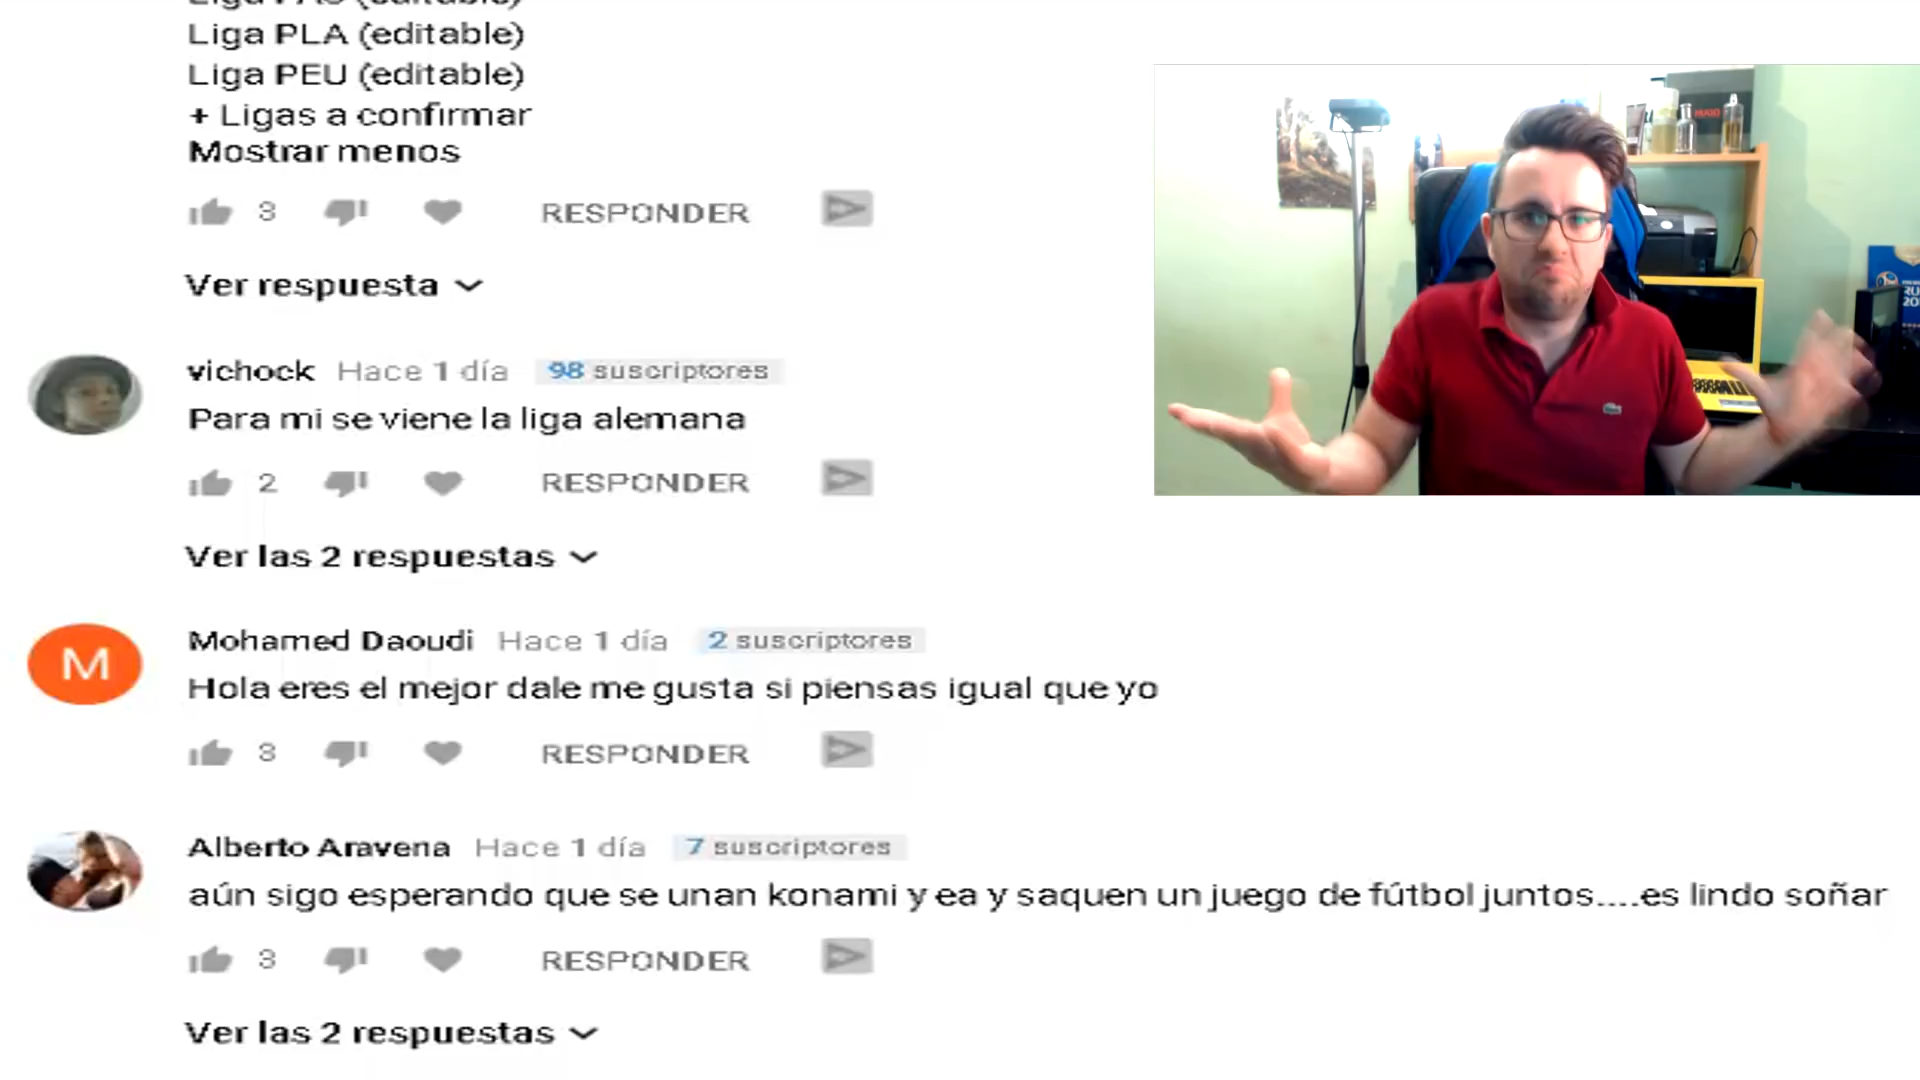 Liga PLA (editable)
Liga PEU (editable)
+ Ligas a confirmar
Mostrar menos
3 RESPONDER
Ver respuesta
vichock Hace 1 día 98 suscriptores
Para mi se viene la liga alemana
2 RESPONDER
Ver las 2 respuestas
M
Mohamed Daoudi Hace 1 día 2 suscriptores
Hola eres el mejor dale me gusta si piensas igual que yo
3 RESPONDER
Alberto Aravena Hace 1 día 7 suscriptores
aún sigo esperando que se unan konami y ea y saquen un juego de fútbol juntos....es lindo soñar
3 RESPONDER
Ver las 2 respuestas